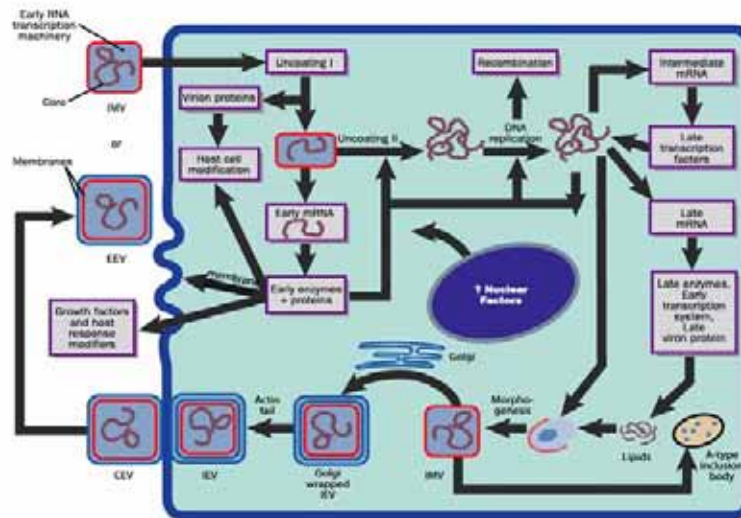 Early RNA
transcription
machinery
Core
IMV
or
Membranes
EEV
Uncoating I
Virion proteins
Host cell
modification
Uncoating II
Early mRNA
Early enzymes
+ proteins
membrane
Growth factors
and host
response
modifiers
Recombination
DNA
replication
Intermediate
mRNA
Late
transcription
factors
Late
mRNA
Late enzymes,
Early
transcription
system,
Late
viron protein
? Nuclear
Factors
Golgi
Actin
tail
Morpho-
genesis
CEV
IEV
Golgi
wrapped
IEV
IMV
Lipids
A-type
inclusion
body